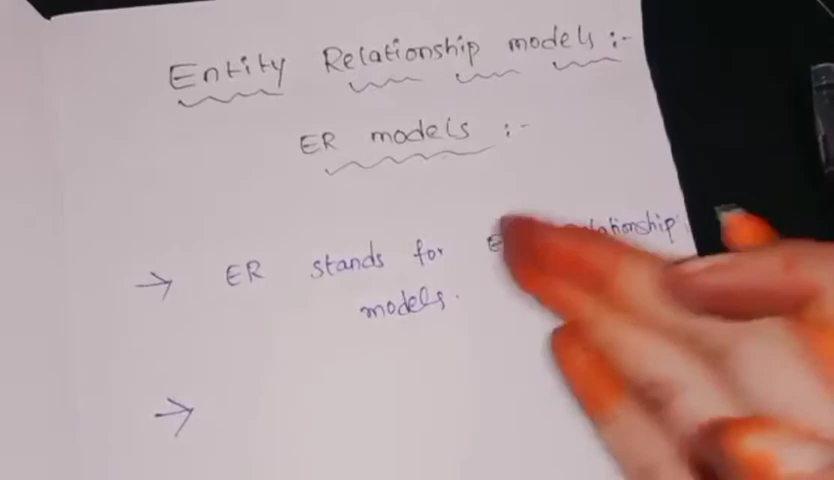 Entity Relationship models :-
ER models :-
→ ER stands for
models.
→